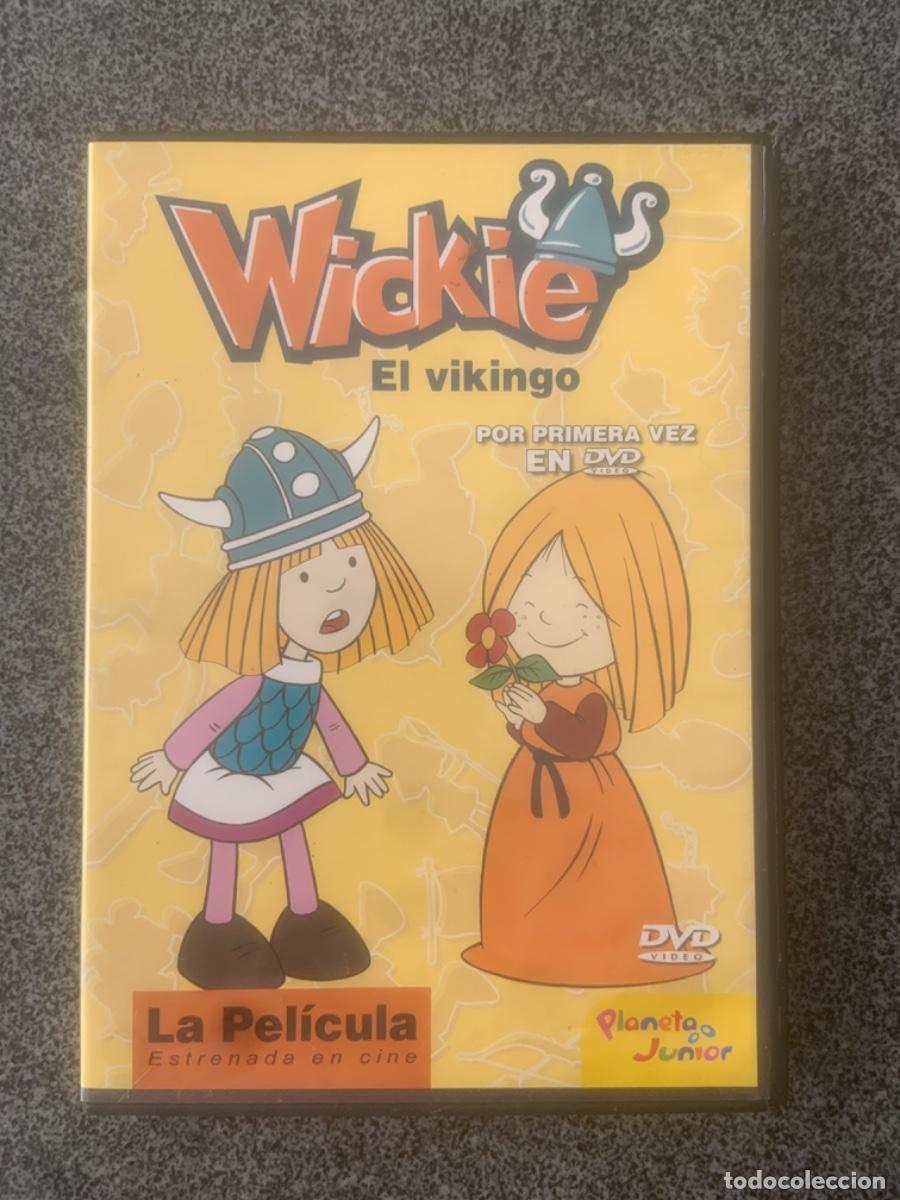 Wickie
El vikingo
POR PRIMERA VEZ
EN DVD
VIDEO
DVD
VIDEO
La Película
Estrenada en cine
Planeta
Junior
todocoleccion